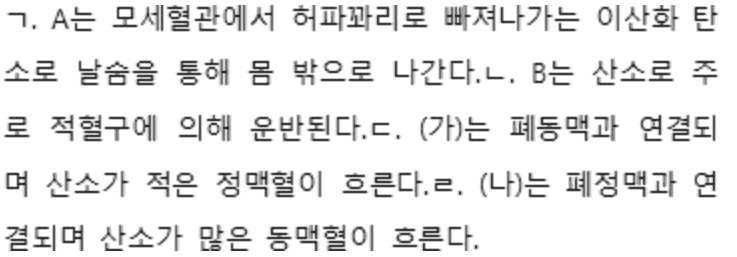 ㄱ. A는 모세혈관에서 허파꽈리로 빠져나가는 이산화 탄
소로 날숨을 통해 몸 밖으로 나간다.ㄴ. B는 산소로 주
로 적혈구에 의해 운반된다.ㄷ. (가)는 폐동맥과 연결되
며 산소가 적은 정맥혈이 흐른다.ㄹ. (나)는 폐정맥과 연
결되며 산소가 많은 동맥혈이 흐른다.